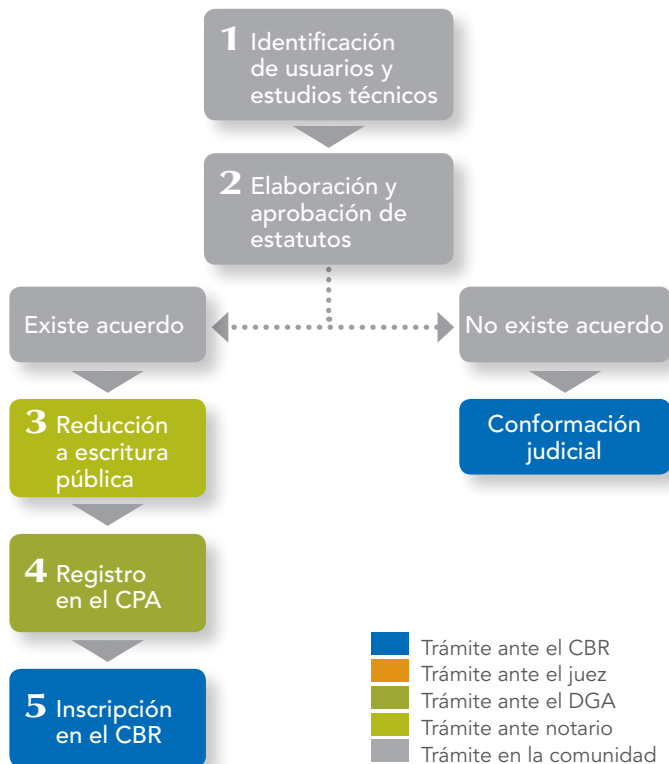 1 Identificación
de usuarios y
estudios técnicos
2 Elaboración y
aprobación de
estatutos
Existe acuerdo
No existe acuerdo
3 Reducción
a escritura
pública
Conformación
judicial
4 Registro
en el CPA
5 Inscripción
en el CBR
Trámite ante el CBR
Trámite ante el juez
Trámite ante el DGA
Trámite ante notario
Trámite en la comunidad